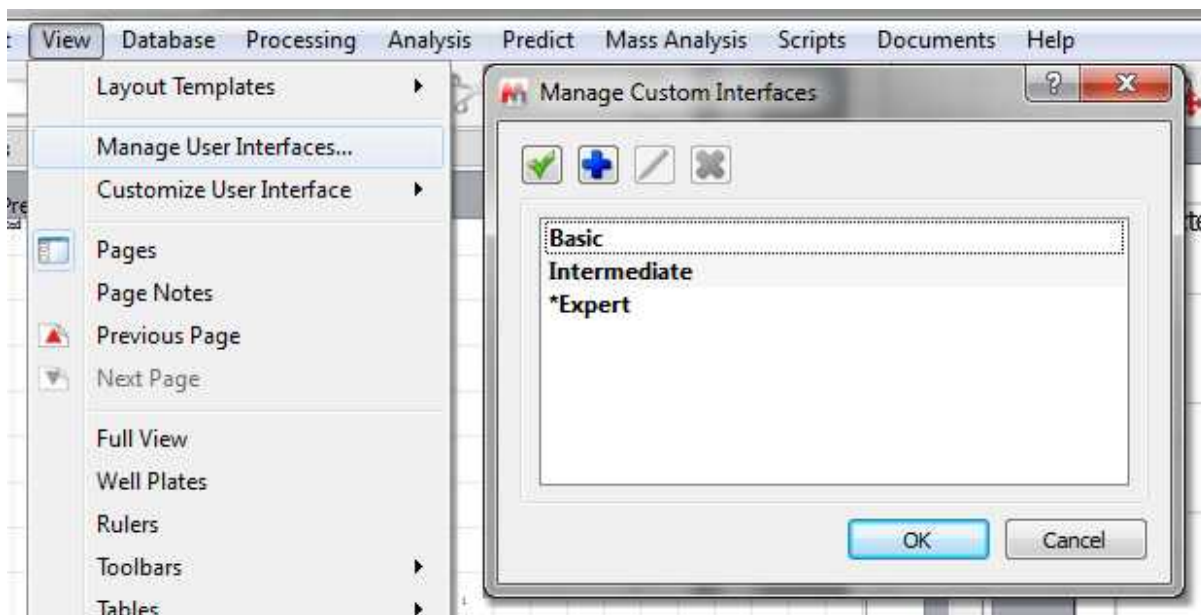 View Database Processing Analysis Predict Mass Analysis Scripts Documents Help
Layout Templates
Manage User Interfaces...
Customize User Interface
Pages
Page Notes
Previous Page
Next Page
Full View
Well Plates
Rulers
Toolbars
Tables
Manage Custom Interfaces
Basic
Intermediate
*Expert
OK Cancel